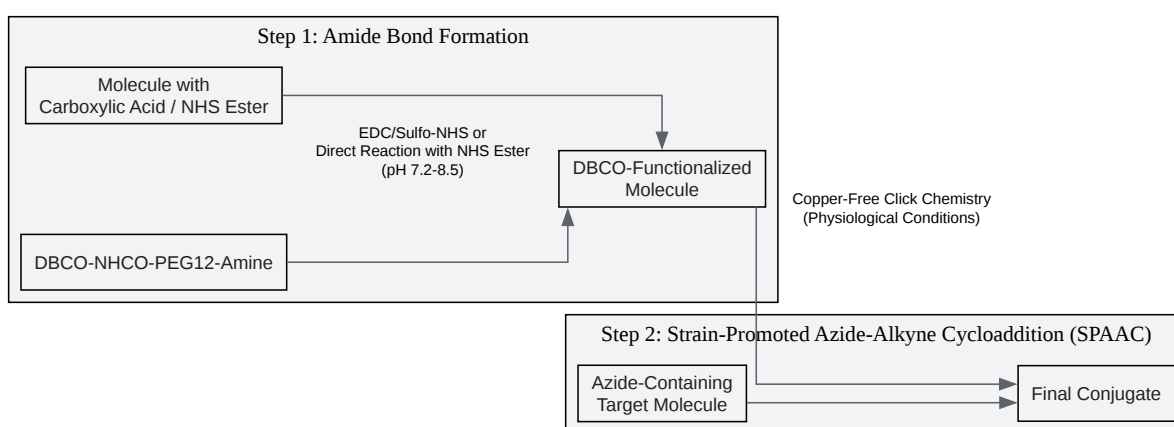 Step 1: Amide Bond Formation
Molecule with
Carboxylic Acid / NHS Ester
EDC/Sulfo-NHS or
Direct Reaction with NHS Ester
(pH 7.2-8.5)
DBCO-Functionalized
Molecule
Copper-Free Click Chemistry
(Physiological Conditions)
DBCO-NHCO-PEG12-Amine
Step 2: Strain-Promoted Azide-Alkyne Cycloaddition (SPAAC)
Azide-Containing
Target Molecule
Final Conjugate